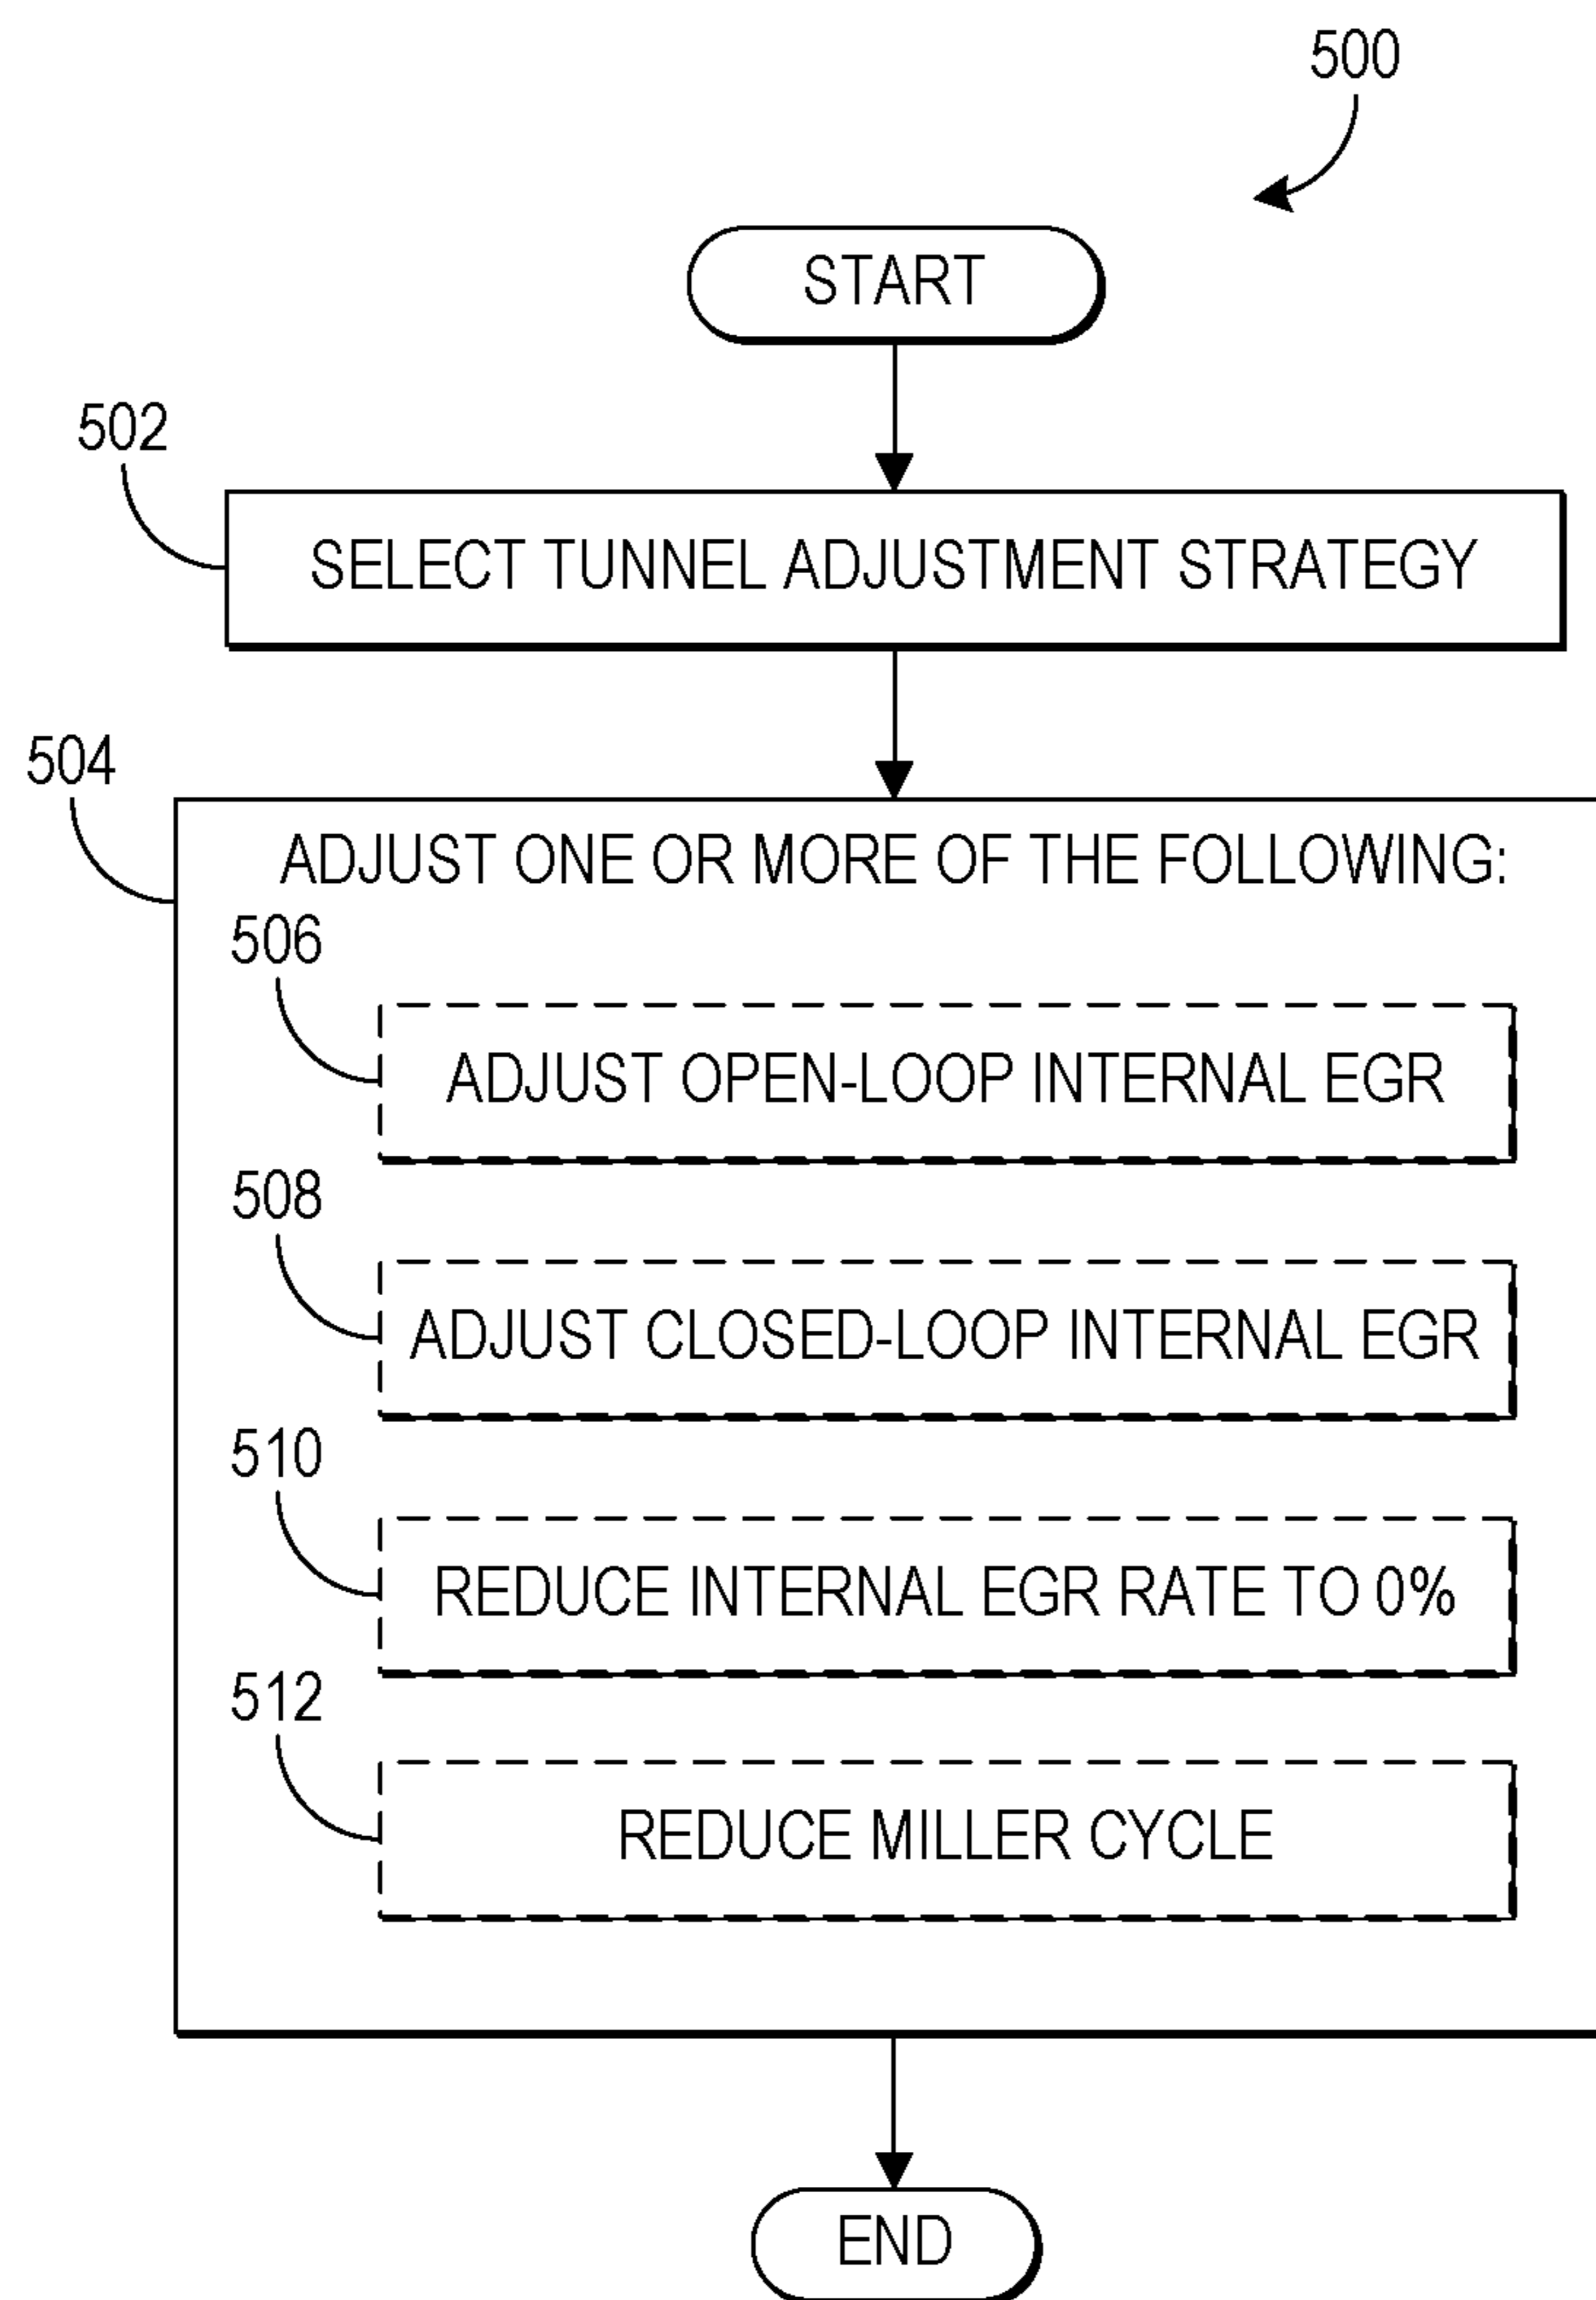 500
START
502
SELECT TUNNEL ADJUSTMENT STRATEGY
504
ADJUST ONE OR MORE OF THE FOLLOWING:
506
ADJUST OPEN-LOOP INTERNAL EGR
508
ADJUST CLOSED-LOOP INTERNAL EGR
510
REDUCE INTERNAL EGR RATE TO 0%
512
REDUCE MILLER CYCLE
END